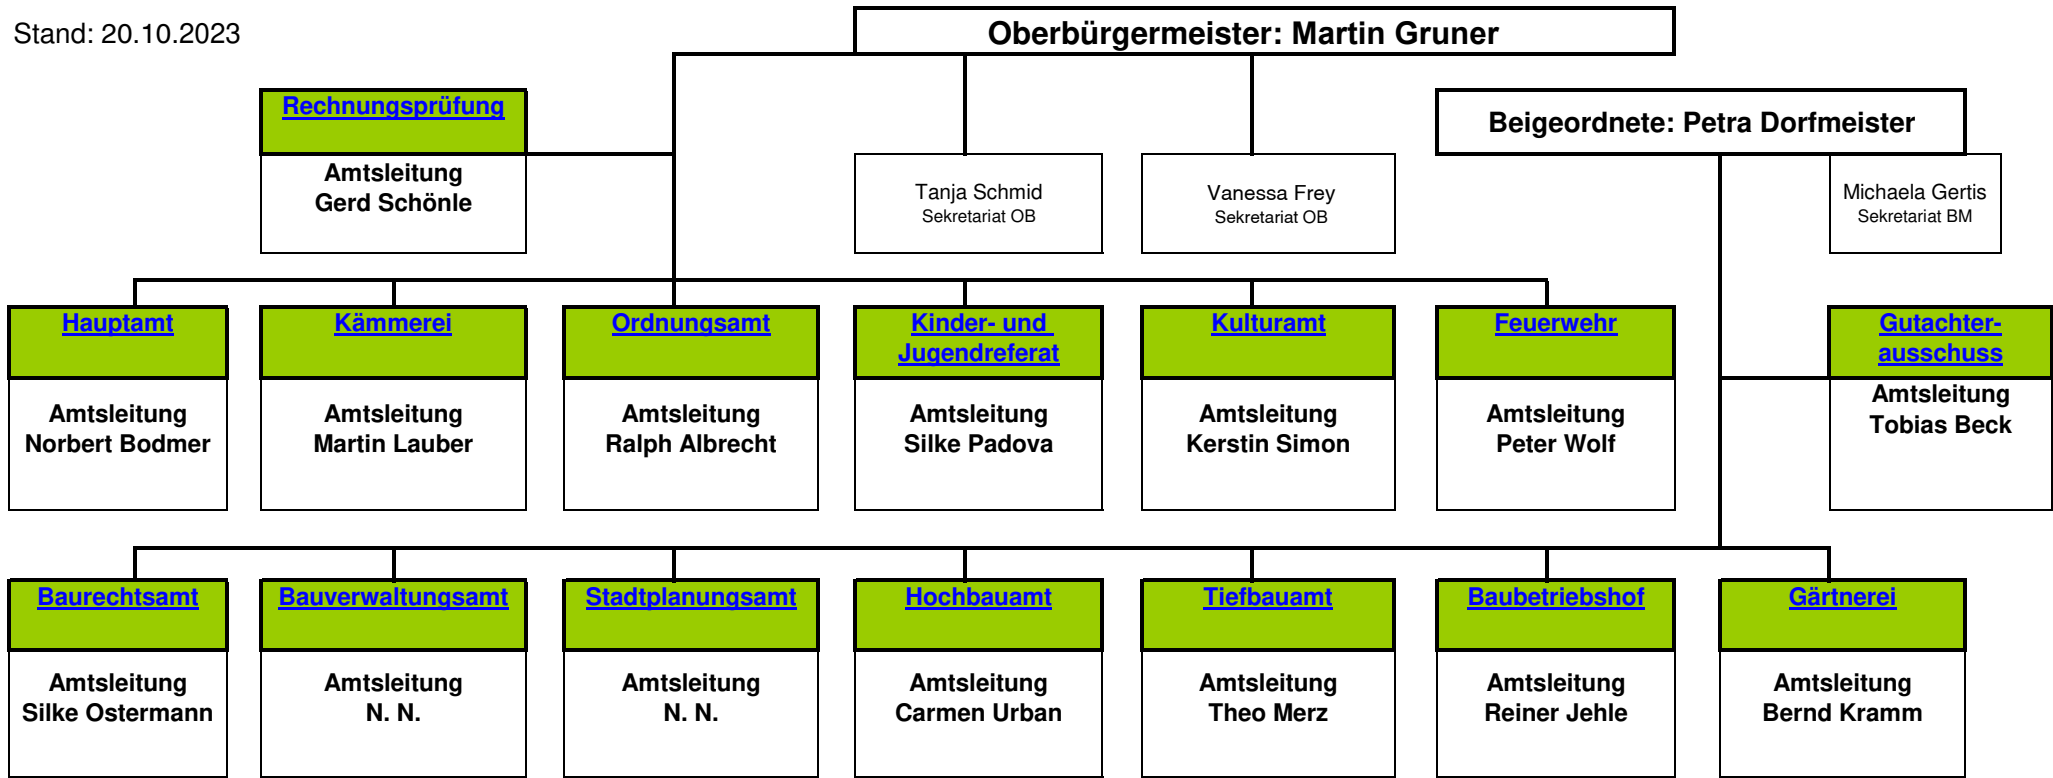 Stand: 20.10.2023
Oberbürgermeister: Martin Gruner
Rechnungsprüfung
Amtsleitung
Gerd Schönle
Beigeordnete: Petra Dorfmeister
Tanja Schmid
Sekretariat OB
Vanessa Frey
Sekretariat OB
Michaela Gertis
Sekretariat BM
Hauptamt
Amtsleitung
Norbert Bodmer
Kämmerei
Amtsleitung
Martin Lauber
Ordnungsamt
Amtsleitung
Ralph Albrecht
Kinder- und
Jugendreferat
Amtsleitung
Silke Padova
Kulturamt
Amtsleitung
Kerstin Simon
Feuerwehr
Amtsleitung
Peter Wolf
Gutachter-
ausschuss
Amtsleitung
Tobias Beck
Baurechtsamt
Amtsleitung
Silke Ostermann
Bauverwaltungsamt
Amtsleitung
N. N.
Stadtplanungsamt
Amtsleitung
N. N.
Hochbauamt
Amtsleitung
Carmen Urban
Tiefbauamt
Amtsleitung
Theo Merz
Baubetriebshof
Amtsleitung
Reiner Jehle
Gärtnerei
Amtsleitung
Bernd Kramm